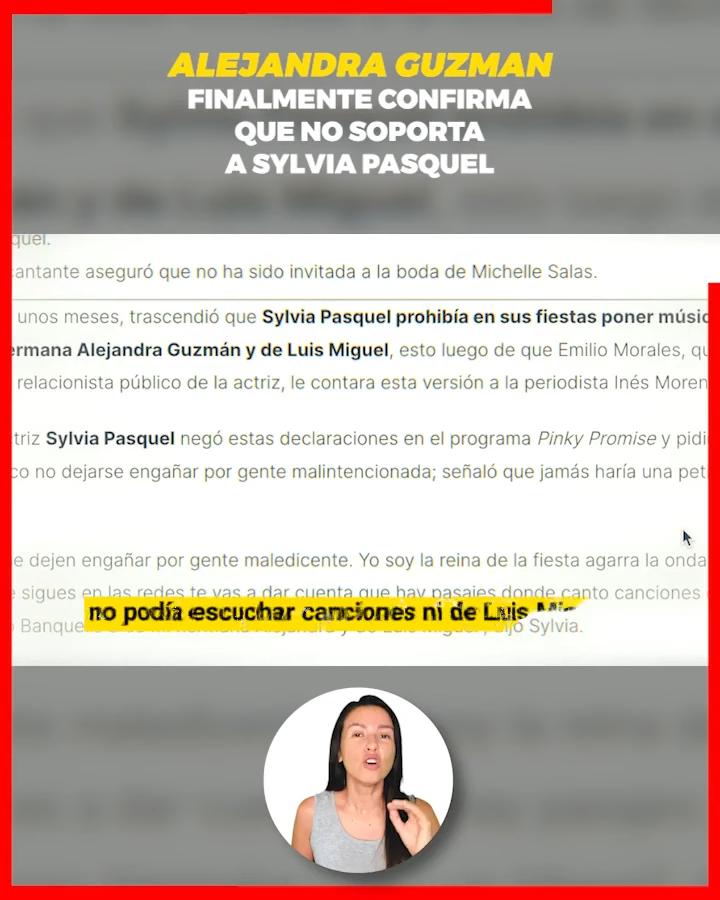 ALEJANDRA GUZMAN
FINALMENTE CONFIRMA
QUE NO SOPORTA
A SYLVIA PASQUEL
quel.
cantante aseguró que no ha sido invitada a la boda de Michelle Salas.
unos meses, trascendió que Sylvia Pasquel prohibía en sus fiestas poner músic
ermana Alejandra Guzmán y de Luis Miguel, esto luego de que Emilio Morales, qu
relacionista público de la actriz, le contara esta versión a la periodista Inés Moren
triz Sylvia Pasquel negó estas declaraciones en el programa Pinky Promise y pidi
co no dejarse engañar por gente malintencionada; señaló que jamás haría una peti
e dejen engañar por gente maledicente. Yo soy la reina de la fiesta agarra la onda
sigues en las redes te vas a dar cuenta que hay pasajes donde canto canciones
no podía escuchar canciones ni de Luis
Banque
Sylvia.